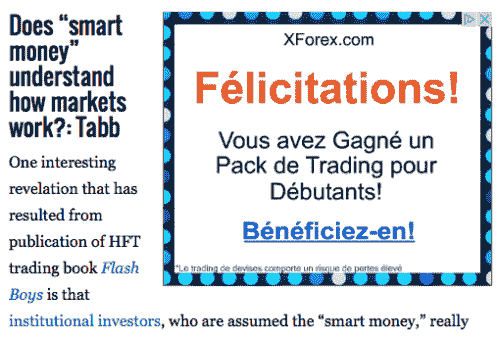 Does “smart
money”
understand
how markets
work?: Tabb
One interesting
revelation that has
resulted from
publication of HFT
trading book Flash
Boys is that
institutional investors, who are assumed the “smart money,” really
XForex.com
Félicitations!
Vous avez Gagné un
Pack de Trading pour
Débutants!
Bénéficiez-en!
*Le trading de devises comporte un risque de pertes élevé